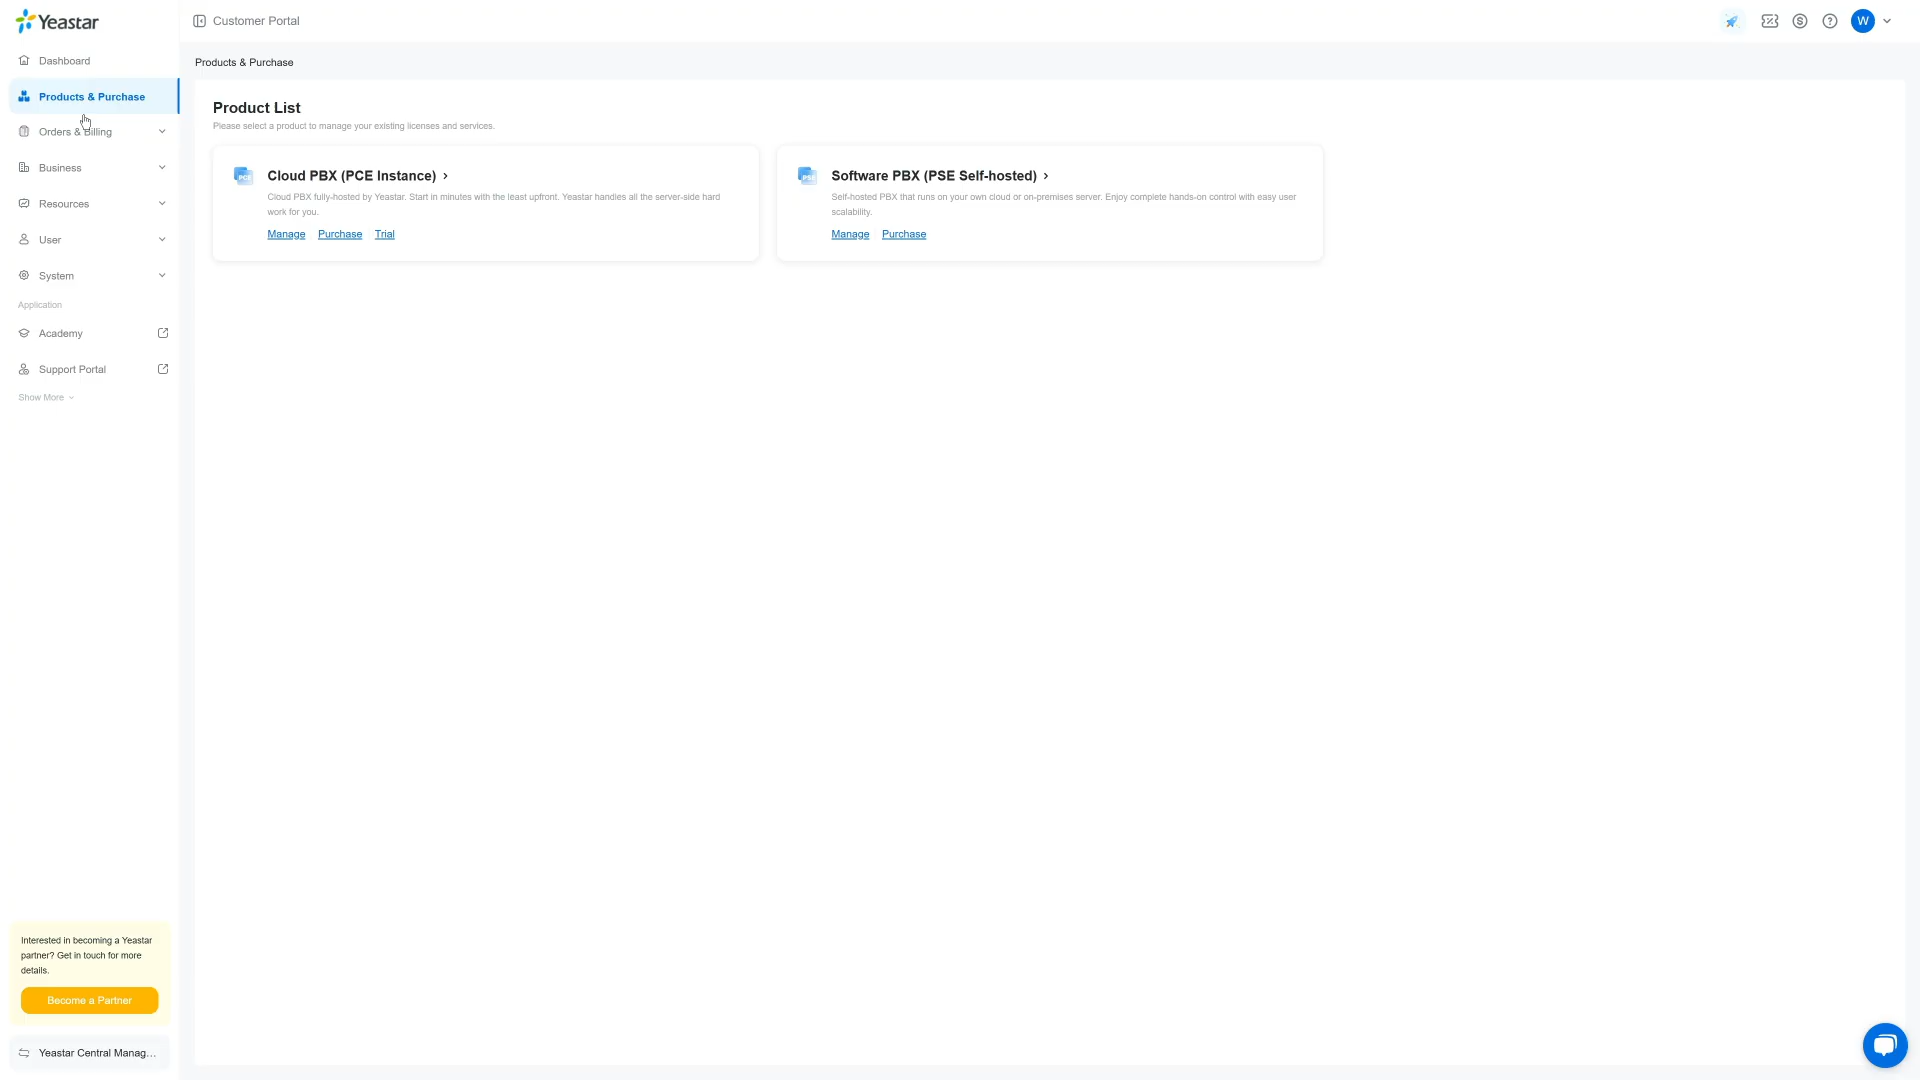 Yeastar
Customer Portal
W
Dashboard
Products & Purchase
Orders & Billing
Business
Resources
User
System
Application
Academy
Support Portal
Show More
Products & Purchase
Product List
Please select a product to manage your existing licenses and services.
PCE
Cloud PBX (PCE Instance)
Cloud PBX fully-hosted by Yeastar. Start in minutes with the least upfront. Yeastar handles all the server-side hard
work for you.
Manage Purchase Trial
PSE
Software PBX (PSE Self-hosted)
Self-hosted PBX that runs on your own cloud or on-premises server. Enjoy complete hands-on control with easy user
scalability.
Manage Purchase
Interested in becoming a Yeastar
partner? Get in touch for more
details.
Become a Partner
Yeastar Central Manag...